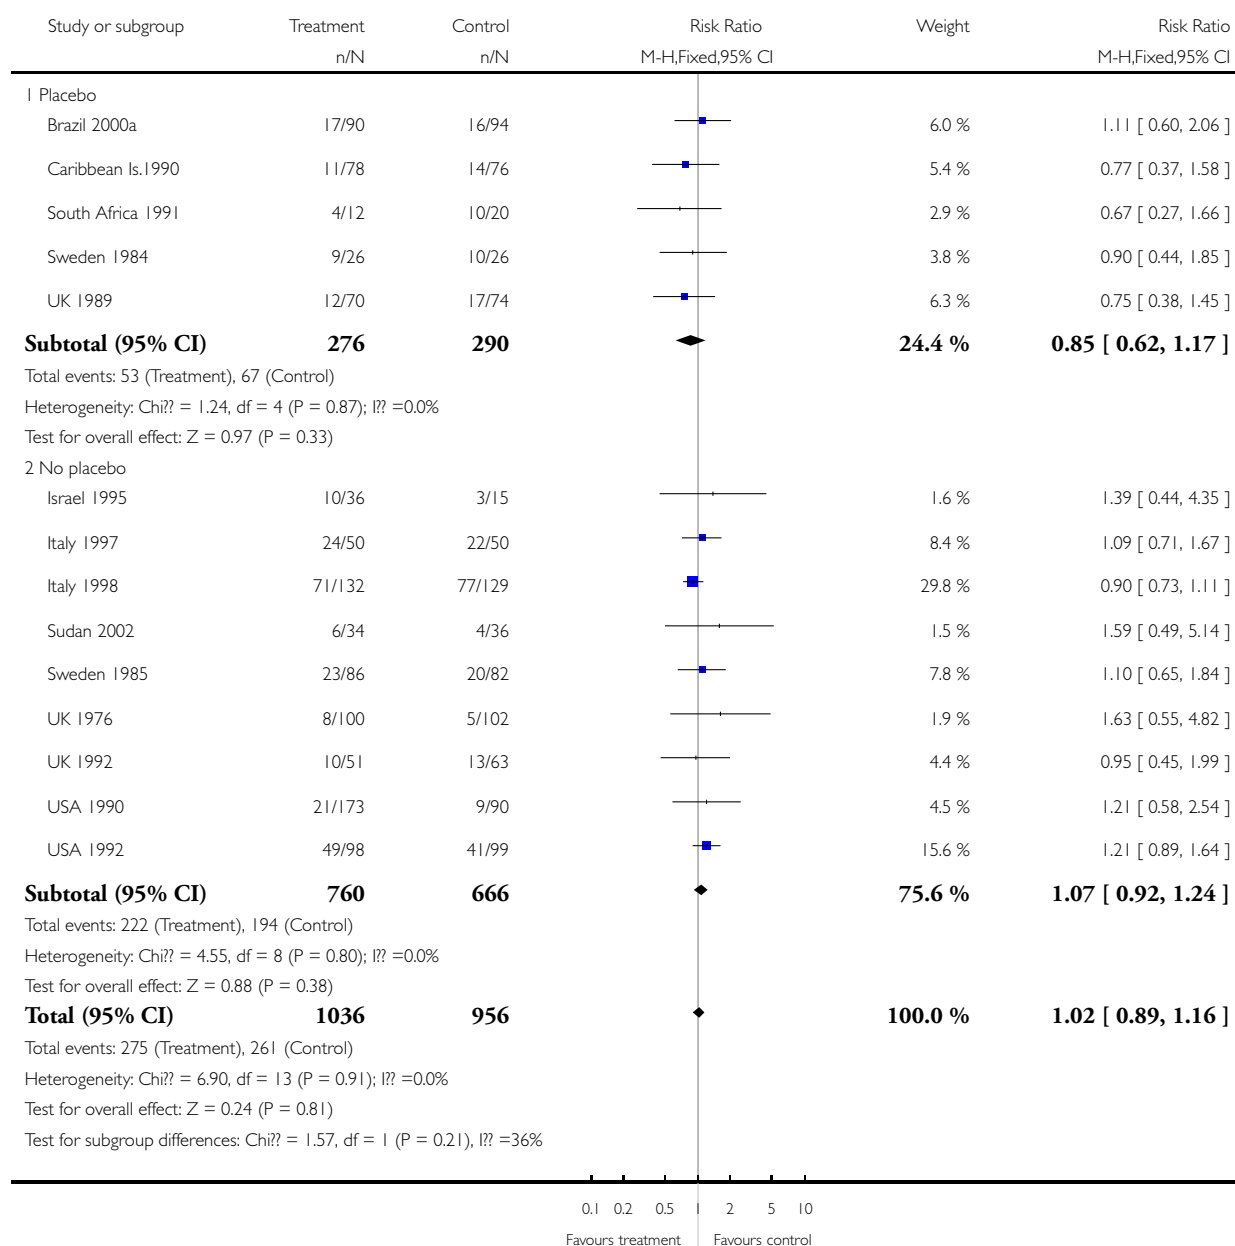 Study or subgroup Treatment Control Risk Ratio Weight Risk Ratio
n/N n/N M-H,Fixed,95% CI M-H,Fixed,95% CI
1 Placebo
Brazil 2000a 17/90 16/94 6.0 % 1.11 [ 0.60, 2.06 ]
Caribbean Is.1990 11/78 14/76 5.4 % 0.77 [ 0.37, 1.58 ]
South Africa 1991 4/12 10/20 2.9 % 0.67 [ 0.27, 1.66 ]
Sweden 1984 9/26 10/26 3.8 % 0.90 [ 0.44, 1.85 ]
UK 1989 12/70 17/74 6.3 % 0.75 [ 0.38, 1.45 ]
Subtotal (95% CI) 276 290 24.4 % 0.85 [ 0.62, 1.17 ]
Total events: 53 (Treatment), 67 (Control)
Heterogeneity: Chi?? = 1.24, df = 4 (P = 0.87); I?? =0.0%
Test for overall effect: Z = 0.97 (P = 0.33)
2 No placebo
Israel 1995 10/36 3/15 1.6 % 1.39 [ 0.44, 4.35 ]
Italy 1997 24/50 22/50 8.4 % 1.09 [ 0.71, 1.67 ]
Italy 1998 71/132 77/129 29.8 % 0.90 [ 0.73, 1.11 ]
Sudan 2002 6/34 4/36 1.5 % 1.59 [ 0.49, 5.14 ]
Sweden 1985 23/86 20/82 7.8 % 1.10 [ 0.65, 1.84 ]
UK 1976 8/100 5/102 1.9 % 1.63 [ 0.55, 4.82 ]
UK 1992 10/51 13/63 4.4 % 0.95 [ 0.45, 1.99 ]
USA 1990 21/173 9/90 4.5 % 1.21 [ 0.58, 2.54 ]
USA 1992 49/98 41/99 15.6 % 1.21 [ 0.89, 1.64 ]
Subtotal (95% CI) 760 666 75.6 % 1.07 [ 0.92, 1.24 ]
Total events: 222 (Treatment), 194 (Control)
Heterogeneity: Chi?? = 4.55, df = 8 (P = 0.80); I?? =0.0%
Test for overall effect: Z = 0.88 (P = 0.38)
Total (95% CI) 1036 956 100.0 % 1.02 [ 0.89, 1.16 ]
Total events: 275 (Treatment), 261 (Control)
Heterogeneity: Chi?? = 6.90, df = 13 (P = 0.91); I?? =0.0%
Test for overall effect: Z = 0.24 (P = 0.81)
Test for subgroup differences: Chi?? = 1.57, df = 1 (P = 0.21), I?? =36%
0.1 0.2 0.5 1 2 5 10
Favours treatment Favours control